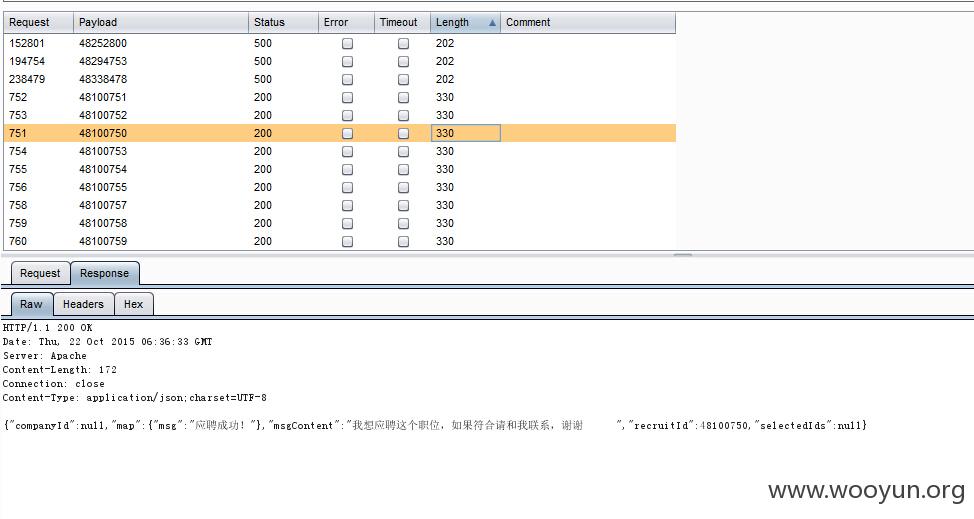 Request Payload Status Error Timeout Length Comment
152801 48252800 500 202
194754 48294753 500 202
238479 48338478 500 202
752 48100751 200 330
753 48100752 200 330
751 48100750 200 330
754 48100753 200 330
755 48100754 200 330
756 48100755 200 330
758 48100757 200 330
759 48100758 200 330
760 48100759 200 330
Request Response
Raw Headers Hex
HTTP/1.1 200 OK
Date: Thu, 22 Oct 2015 06:36:33 GMT
Server: Apache
Content-Length: 172
Connection: close
Content-Type: application/json;charset=UTF-8
{"companyId":null,"map":{"msg":"应聘成功！"},"msgContent":"我想应聘这个职位，如果符合请和我联系，谢谢      ","recruitId":48100750,"selectedIds":null}
www.wooyun.org